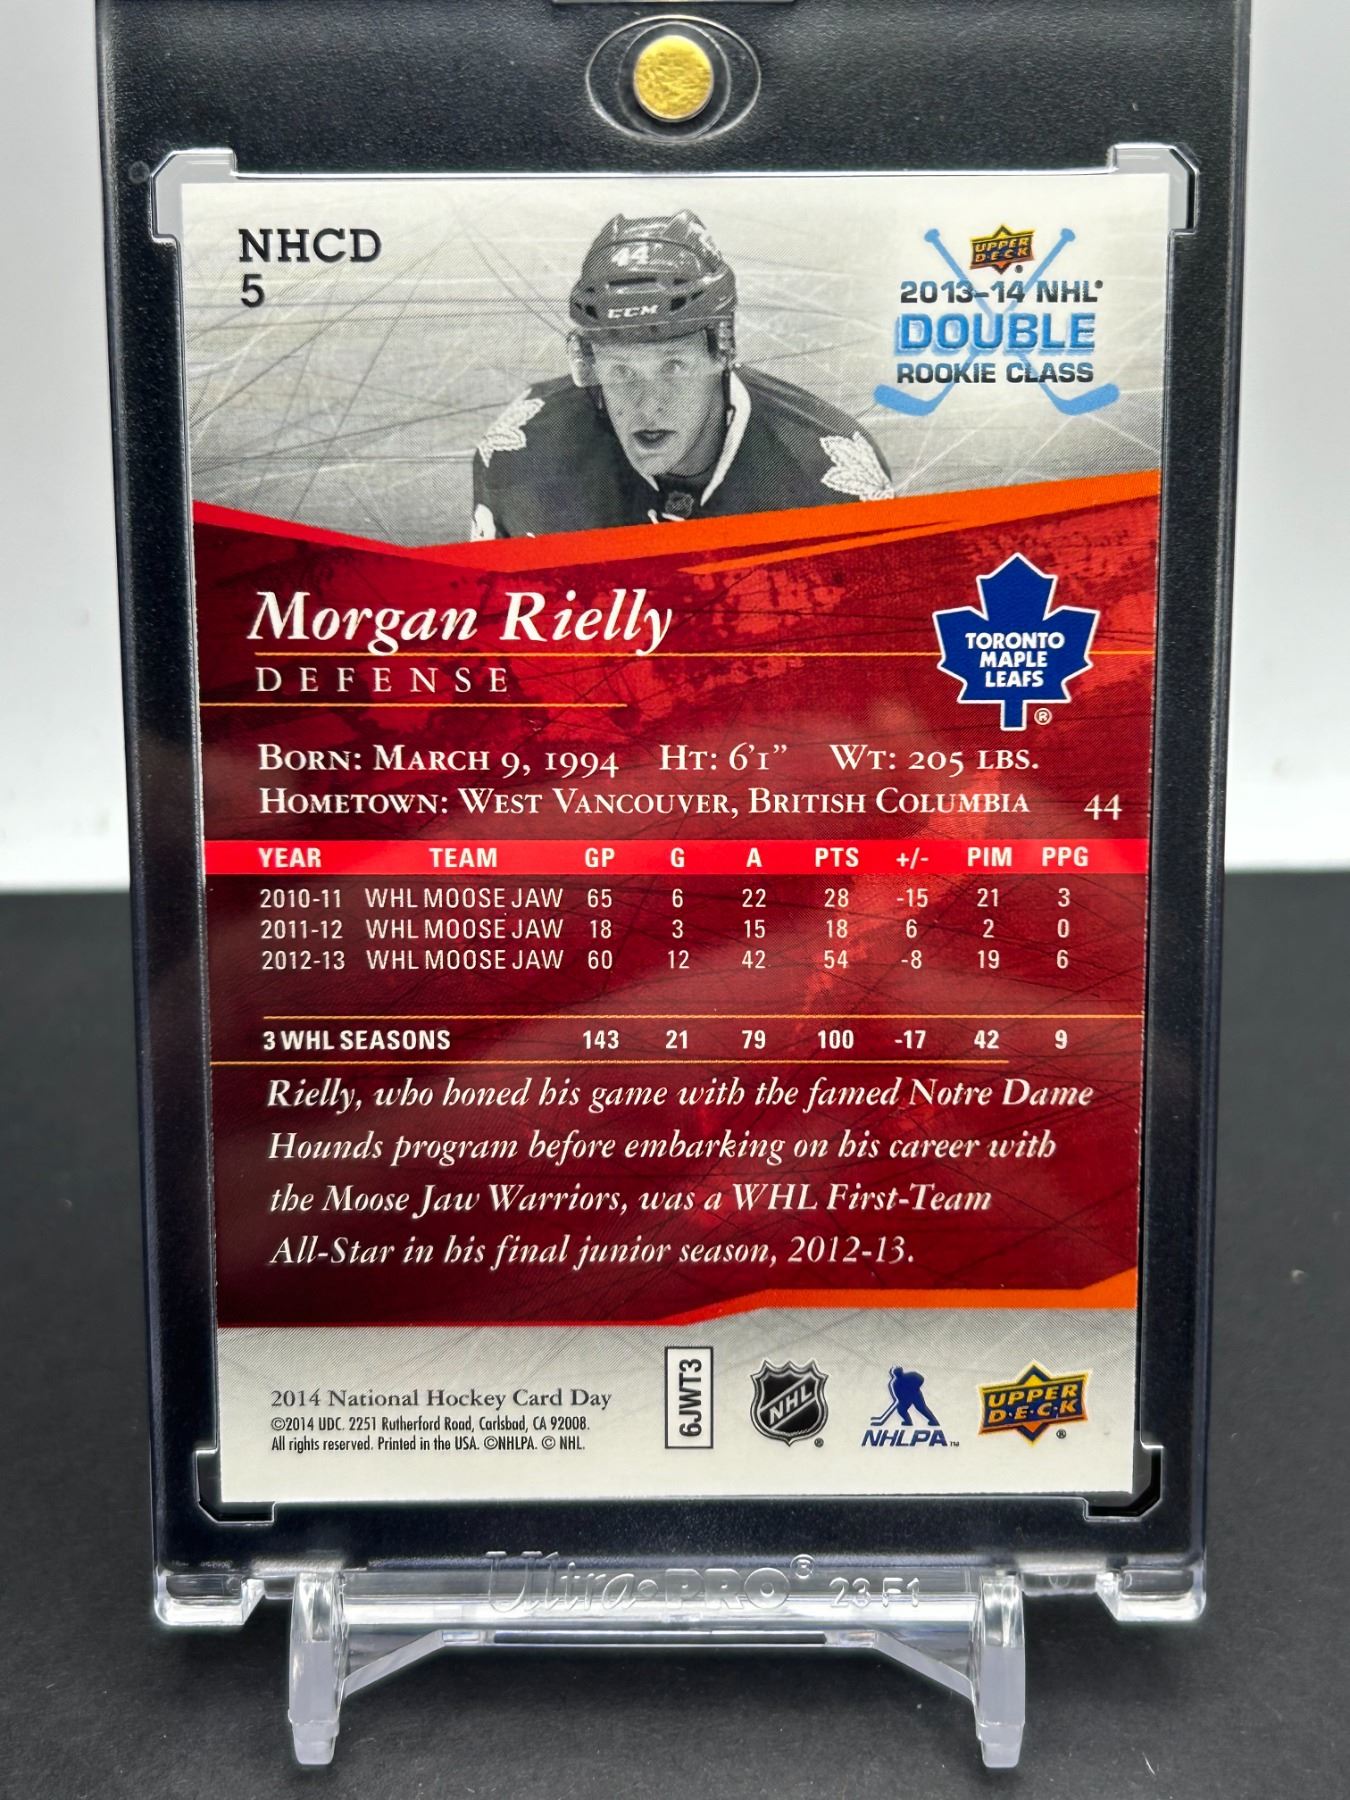 NHCD
5
44
CCM
UPPER
DECK
2013-14 NHL®
DOUBLE
ROOKIE CLASS
Morgan Rielly
DEFENSE
TORONTO
MAPLE
LEAFS
®
BORN: MARCH 9, 1994 HT: 6'1" WT: 205 LBS.
HOMETOWN: WEST VANCOUVER, BRITISH COLUMBIA 44
YEAR TEAM GP G A PTS +/- PIM PPG
2010-11 WHL MOOSE JAW 65 6 22 28 -15 21 3
2011-12 WHL MOOSE JAW 18 3 15 18 6 2 0
2012-13 WHL MOOSE JAW 60 12 42 54 -8 19 6
3 WHL SEASONS 143 21 79 100 -17 42 9
Rielly, who honed his game with the famed Notre Dame
Hounds program before embarking on his career with
the Moose Jaw Warriors, was a WHL First-Team
All-Star in his final junior season, 2012-13.
2014 National Hockey Card Day
©2014 UDC. 2251 Rutherford Road, Carlsbad, CA 92008.
All rights reserved. Printed in the USA. ©NHLPA. © NHL.
6JWT3
NHL®
NHLPA™
UPPER
DECK®
Ultra·PRO® 23F1